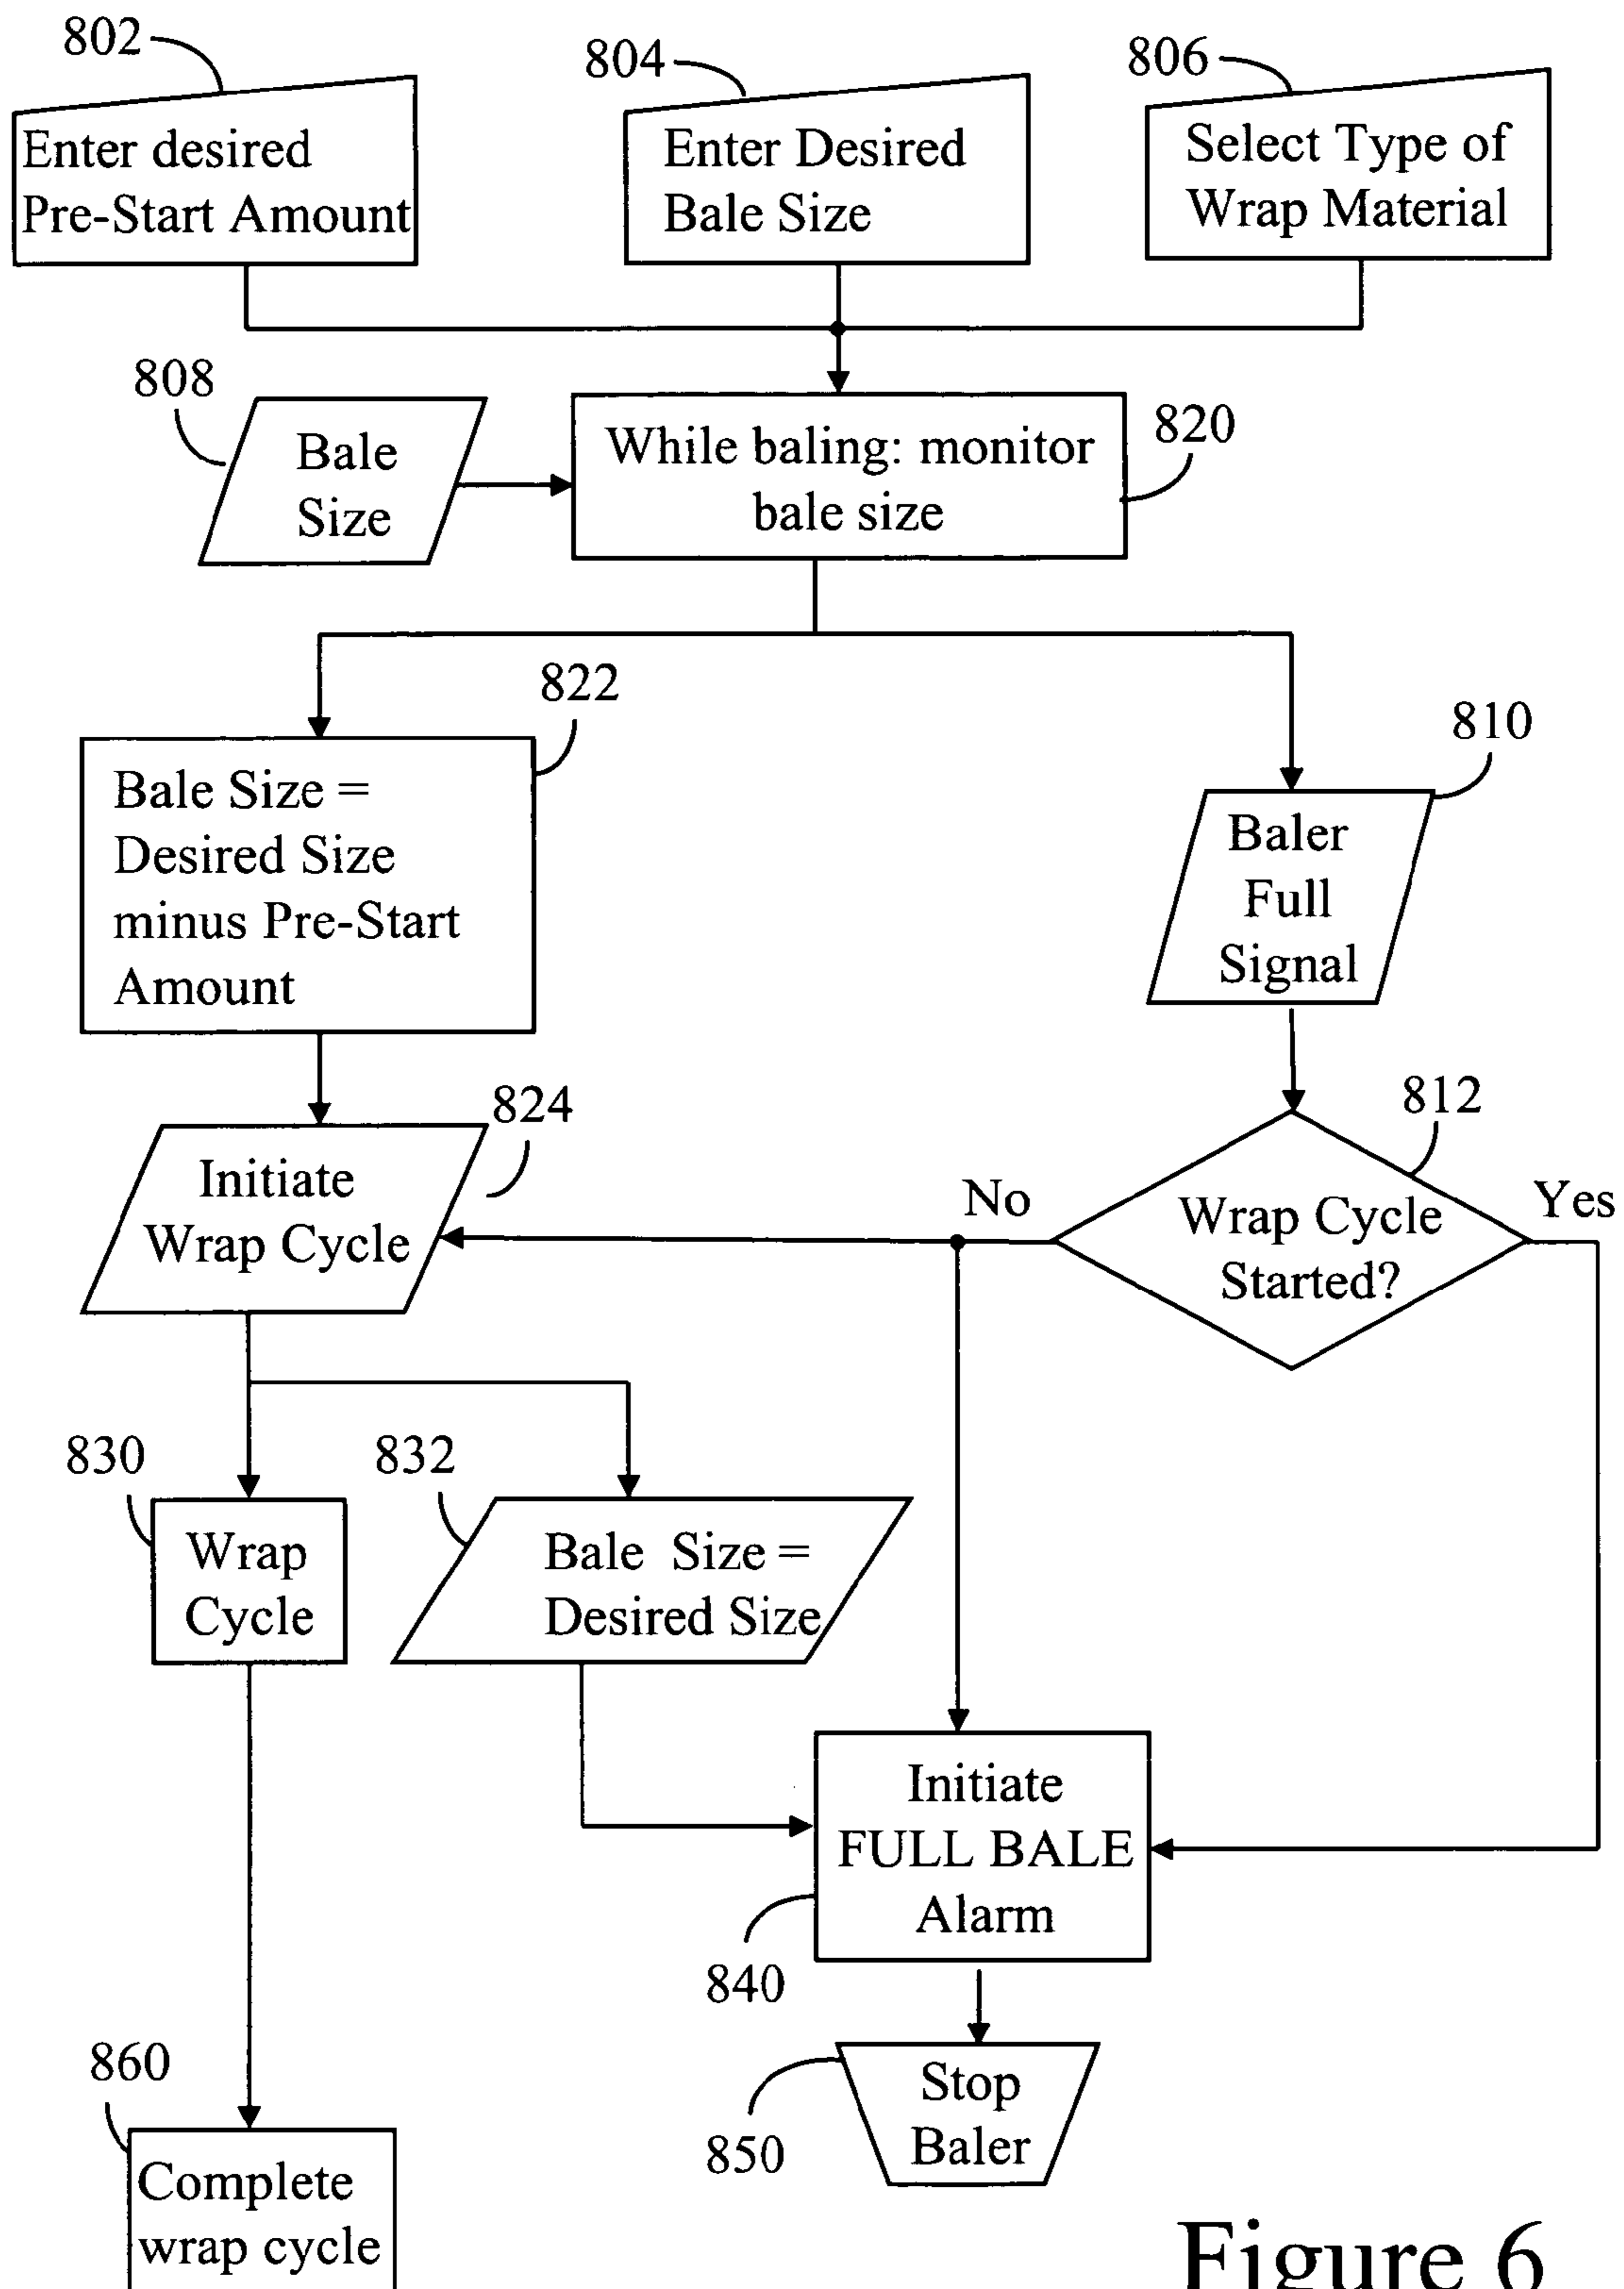 802
804
806
Enter desired
Pre-Start Amount
Enter Desired
Bale Size
Select Type of
Wrap Material
808
Bale
Size
While baling: monitor
bale size
820
822
Bale Size =
Desired Size
minus Pre-Start
Amount
810
Baler
Full
Signal
824
Initiate
Wrap Cycle
812
No
Wrap Cycle
Started?
Yes
830
Wrap
Cycle
832
Bale Size =
Desired Size
Initiate
FULL BALE
Alarm
840
850
Stop
Baler
860
Complete
wrap cycle
Figure 6